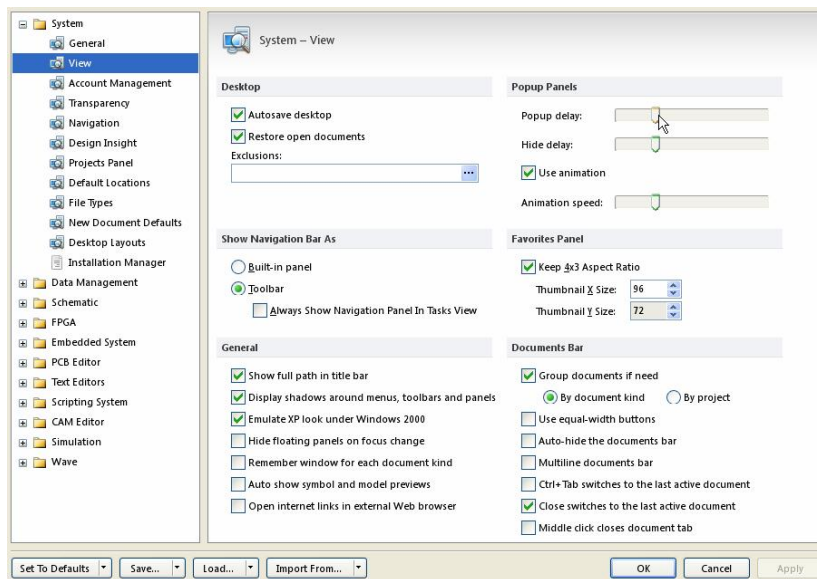 System
General
View
Account Management
Transparency
Navigation
Design Insight
Projects Panel
Default Locations
File Types
New Document Defaults
Desktop Layouts
Installation Manager
Data Management
Schematic
FPGA
Embedded System
PCB Editor
Text Editors
Scripting System
CAM Editor
Simulation
Wave
System – View
Desktop
Autosave desktop
Restore open documents
Exclusions:
...
Popup Panels
Popup delay:
Hide delay:
Use animation
Animation speed:
Show Navigation Bar As
Built-in panel
Toolbar
Always Show Navigation Panel In Tasks View
Favorites Panel
Keep 4x3 Aspect Ratio
Thumbnail X Size: 96
Thumbnail Y Size: 72
General
Show full path in title bar
Display shadows around menus, toolbars and panels
Emulate XP look under Windows 2000
Hide floating panels on focus change
Remember window for each document kind
Auto show symbol and model previews
Open internet links in external Web browser
Documents Bar
Group documents if need
By document kind By project
Use equal-width buttons
Auto-hide the documents bar
Multiline documents bar
Ctrl+Tab switches to the last active document
Close switches to the last active document
Middle click closes document tab
Set To Defaults Save... Load... Import From... OK Cancel Apply